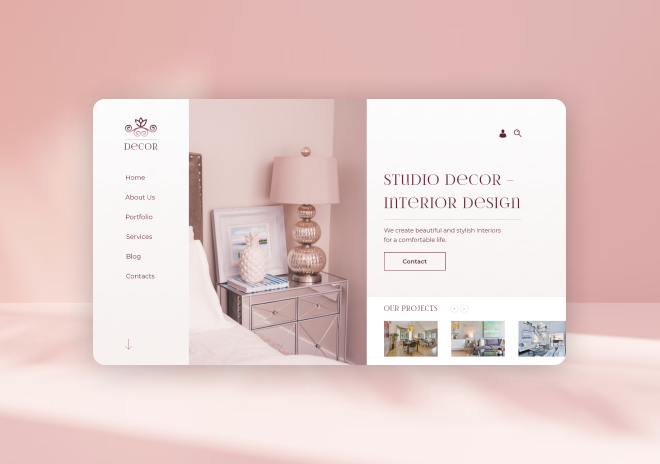 DECOR
Home
About Us
Portfolio
Services
Blog
Contacts
STUDIO DECOR –
INTERIOR DESIGN
We create beautiful and stylish interiors
for a comfortable life.
Contact
OUR PROJECTS